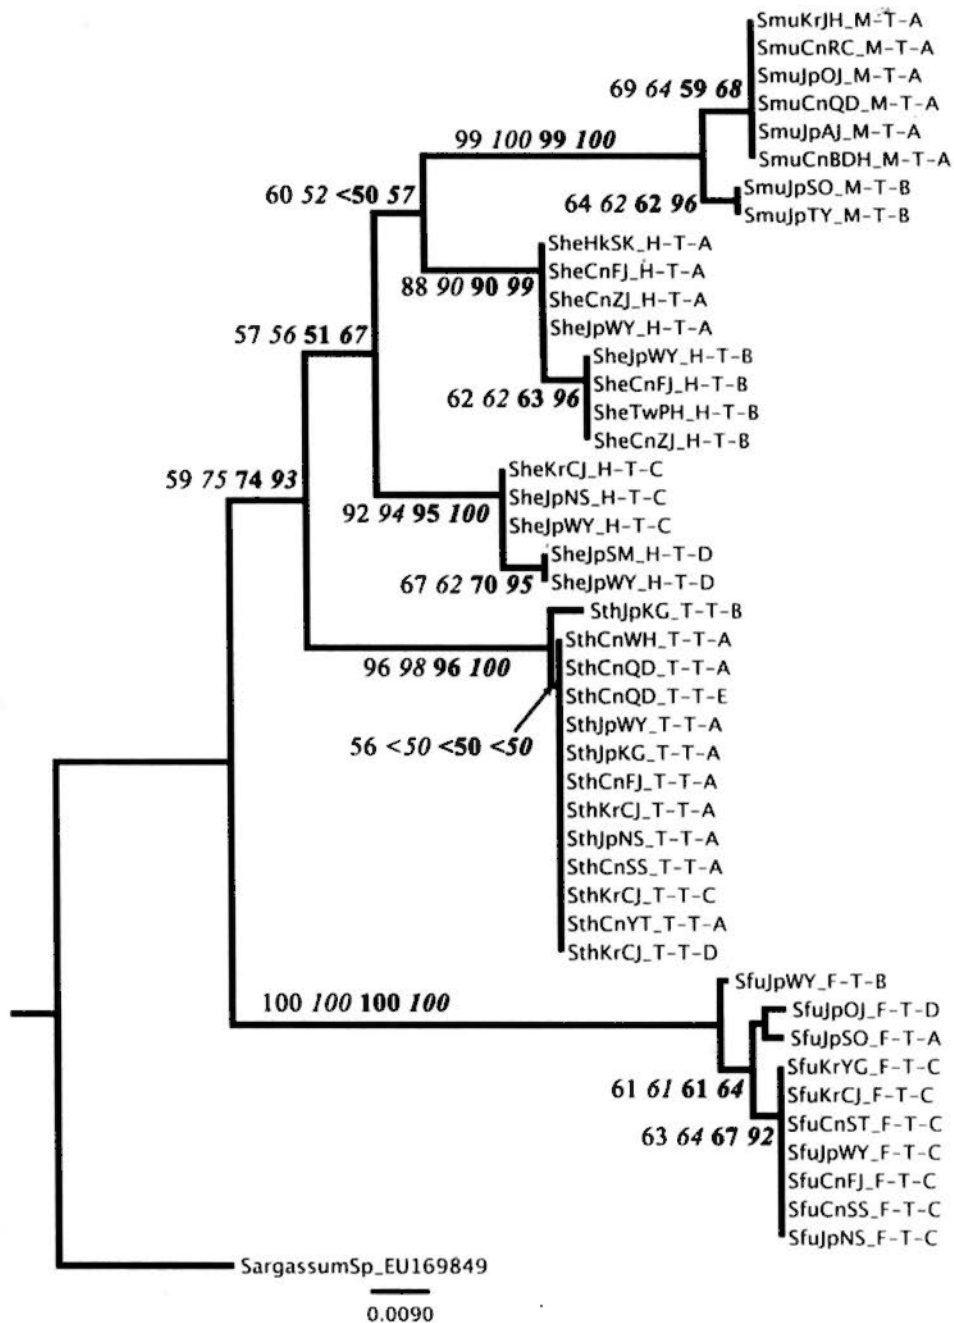 SmuKrJH_M-T-A
SmuCnRC_M-T-A
SmuJpOJ_M-T-A
69 64 59 68
SmuCnQD_M-T-A
SmuJpAJ_M-T-A
99 100 99 100
SmuCnBDH_M-T-A
60 52 <50 57
64 62 62 96
SmuJpSO_M-T-B
SmuJpTY_M-T-B
SheHkSK_H-T-A
SheCnFJ_H-T-A
88 90 90 99
SheCnZJ_H-T-A
SheJpWY_H-T-A
57 56 51 67
SheJpWY_H-T-B
SheCnFJ_H-T-B
62 62 63 96
SheTwPH_H-T-B
SheCnZJ_H-T-B
SheKrCJ_H-T-C
59 75 74 93
SheJpNS_H-T-C
92 94 95 100
SheJpWY_H-T-C
SheJpSM_H-T-D
67 62 70 95
SheJpWY_H-T-D
SthJpKG_T-T-B
SthCnWH_T-T-A
96 98 96 100
SthCnQD_T-T-A
SthCnQD_T-T-E
SthJpWY_T-T-A
56 <50 <50 <50
SthJpKG_T-T-A
SthCnFJ_T-T-A
SthKrCJ_T-T-A
SthJpNS_T-T-A
SthCnSS_T-T-A
SthKrCJ_T-T-C
SthCnYT_T-T-A
SthKrCJ_T-T-D
SfuJpWY_F-T-B
100 100 100 100
SfuJpOJ_F-T-D
SfuJpSO_F-T-A
SfuKrYG_F-T-C
61 61 61 64
SfuKrCJ_F-T-C
SfuCnST_F-T-C
63 64 67 92
SfuJpWY_F-T-C
SfuCnFJ_F-T-C
SfuCnSS_F-T-C
SfuJpNS_F-T-C
SargassumSp_EU169849
0.0090